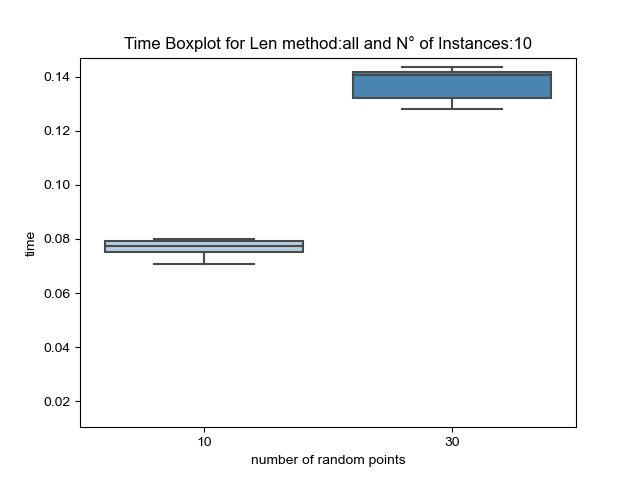 Time Boxplot for Len method:all and N° of Instances:10
0.14
0.12
0.10
0.08
0.06
0.04
0.02
time
10 30
number of random points